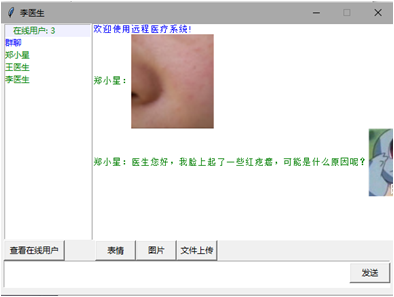 李医生
在线用户: 3
群聊
郑小星
王医生
李医生
欢迎使用远程医疗系统!
郑小星:
郑小星: 医生您好，我脸上起了一些红疙瘩，可能是什么原因呢?
查看在线用户
表情
图片
文件上传
发送